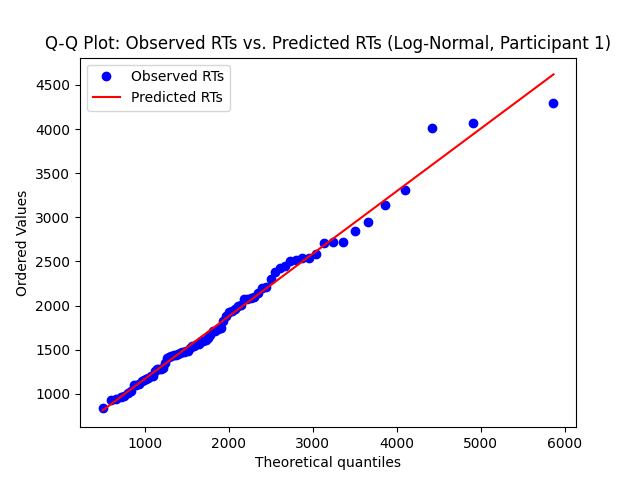 Q-Q Plot: Observed RTs vs. Predicted RTs (Log-Normal, Participant 1)
Observed RTs
Predicted RTs
4500
4000
3500
3000
2500
2000
1500
1000
Ordered Values
1000 2000 3000 4000 5000 6000
Theoretical quantiles